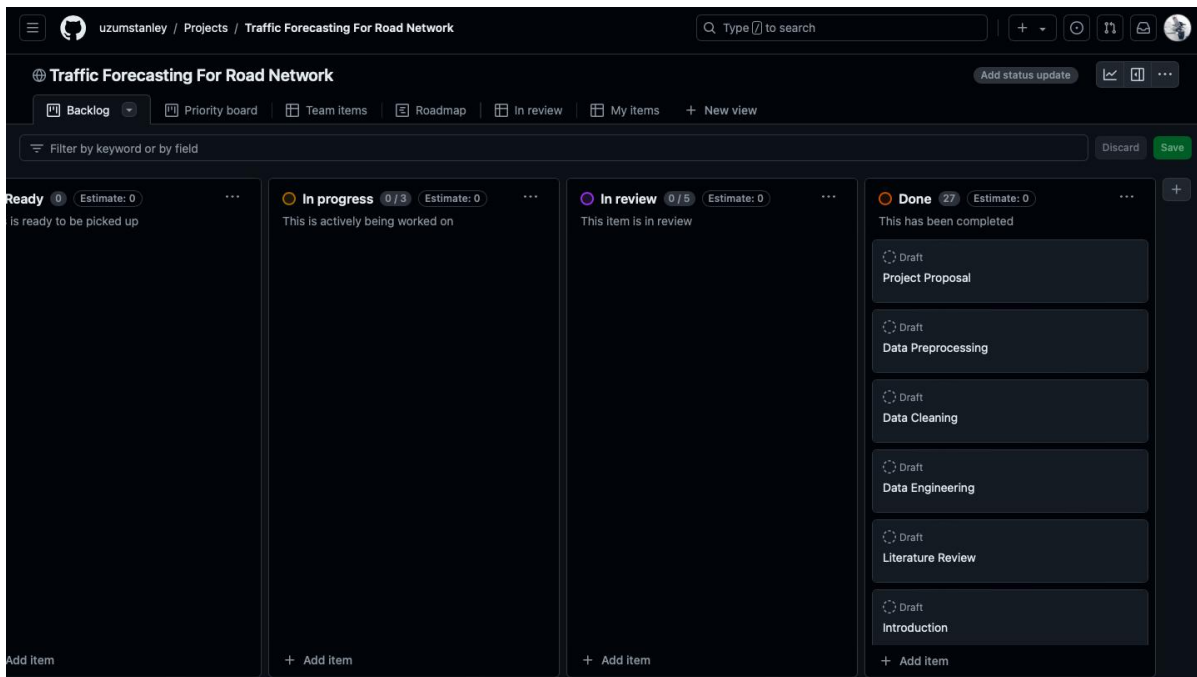 uzumstanley / Projects / Traffic Forecasting For Road Network
Type / to search
Traffic Forecasting For Road Network
Add status update
Backlog
Priority board
Team items
Roadmap
In review
My items
+ New view
Filter by keyword or by field
Discard
Save
Ready 0 Estimate: 0
is ready to be picked up
Add item
In progress 0 / 3 Estimate: 0
This is actively being worked on
+ Add item
In review 0 / 5 Estimate: 0
This item is in review
+ Add item
Done 27 Estimate: 0
This has been completed
Draft
Project Proposal
Draft
Data Preprocessing
Draft
Data Cleaning
Draft
Data Engineering
Draft
Literature Review
Draft
Introduction
+ Add item